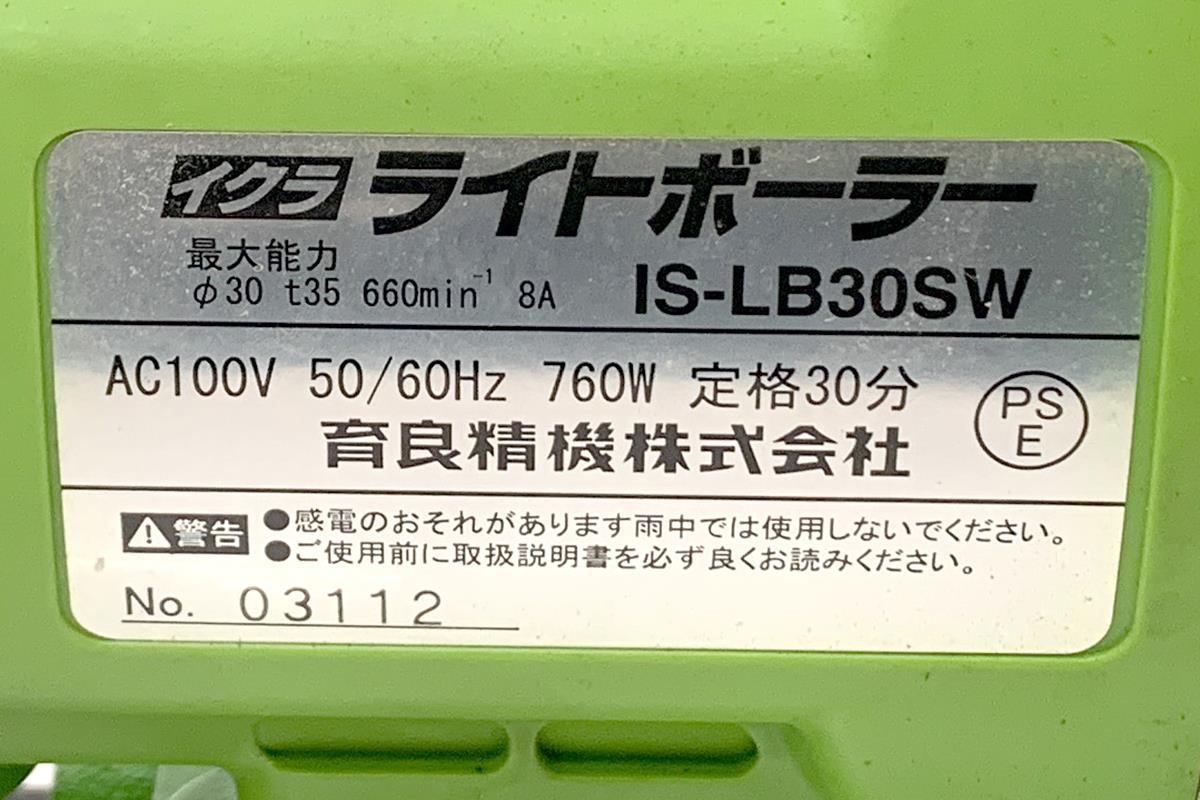 イクラ ライトボーラー
最大能力
φ30 t35 660min⁻¹ 8A IS-LB30SW
AC100V 50/60Hz 760W 定格30分
PS
E
育良精機株式会社
⚠警告 ●感電のおそれがあります雨中では使用しないでください。
●ご使用前に取扱説明書を必ず良くお読みください。
No. 03112